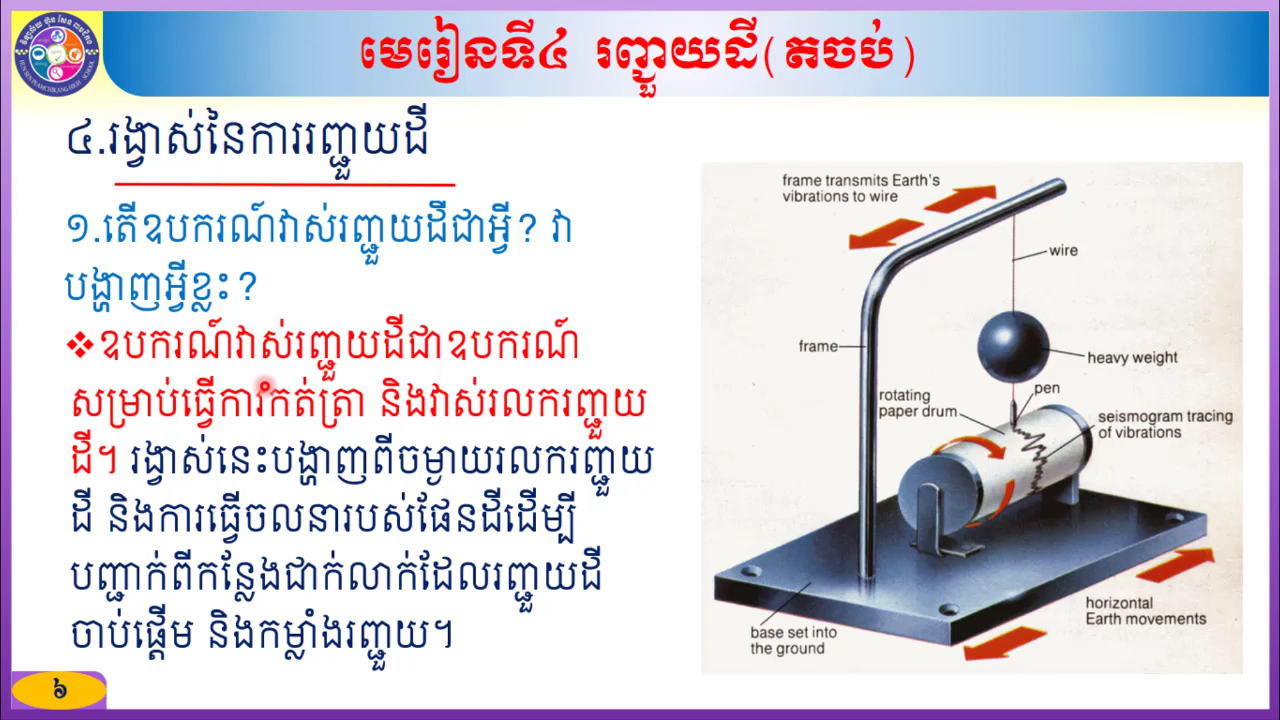 មេរៀនទី៤ រញ្ជួយដី(តចប់)
៤.រង្វាស់នៃការរញ្ជួយដី
១.តើឧបករណ៍វាស់រញ្ជួយដីជាអ្វី? វា
បង្ហាញអ្វីខ្លះ?
❖ឧបករណ៍វាស់រញ្ជួយដីជាឧបករណ៍
សម្រាប់ធ្វើការកំកត់ត្រា និងវាស់រលករញ្ជួយ
ដី។ រង្វាស់នេះបង្ហាញពីចម្ងាយរលករញ្ជួយ
ដី និងការធ្វើចលនារបស់ផែនដីដើម្បី
បញ្ជាក់ពីកន្លែងជាក់លាក់ដែលរញ្ជួយដី
ចាប់ផ្តើម និងកម្លាំងរញ្ជួយ។
៦
frame transmits Earth's
vibrations to wire
wire
frame
heavy weight
pen
rotating
paper drum
seismogram tracing
of vibrations
horizontal
Earth movements
base set into
the ground